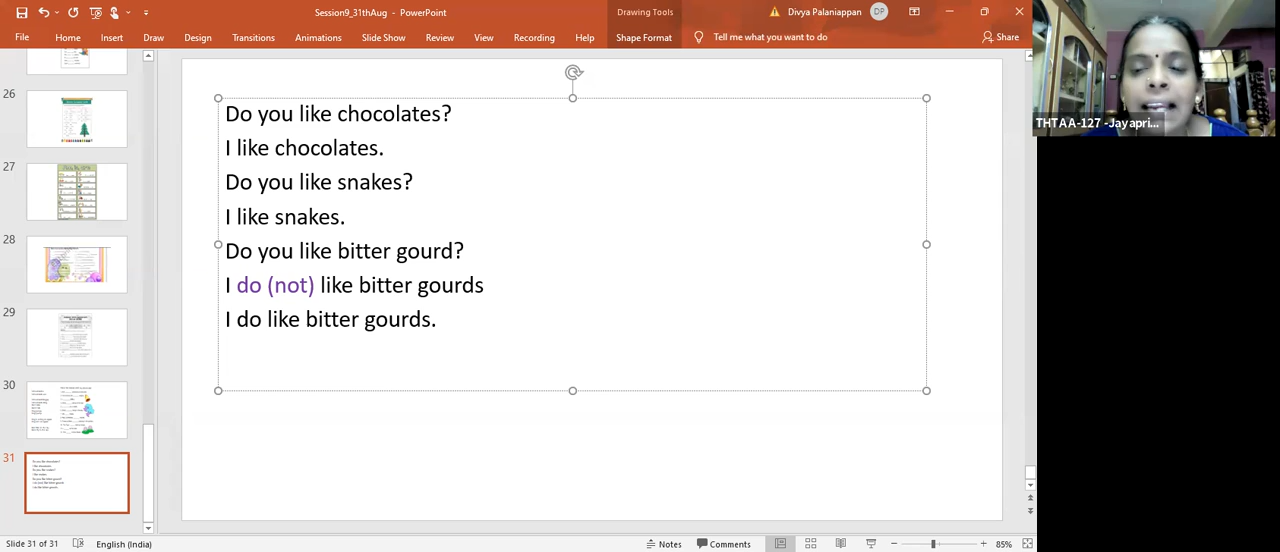 Session9_31thAug - PowerPoint
Drawing Tools
Divya Palaniappan
DP
File
Home
Insert
Draw
Design
Transitions
Animations
Slide Show
Review
View
Recording
Help
Shape Format
Tell me what you want to do
Share
THTAA-127 -Jayapri...
26
27
28
29
30
31
Do you like chocolates?
I like chocolates.
Do you like snakes?
I like snakes.
Do you like bitter gourd?
I do (not) like bitter gourds
I do like bitter gourds.
Slide 31 of 31
English (India)
Notes
Comments
85%